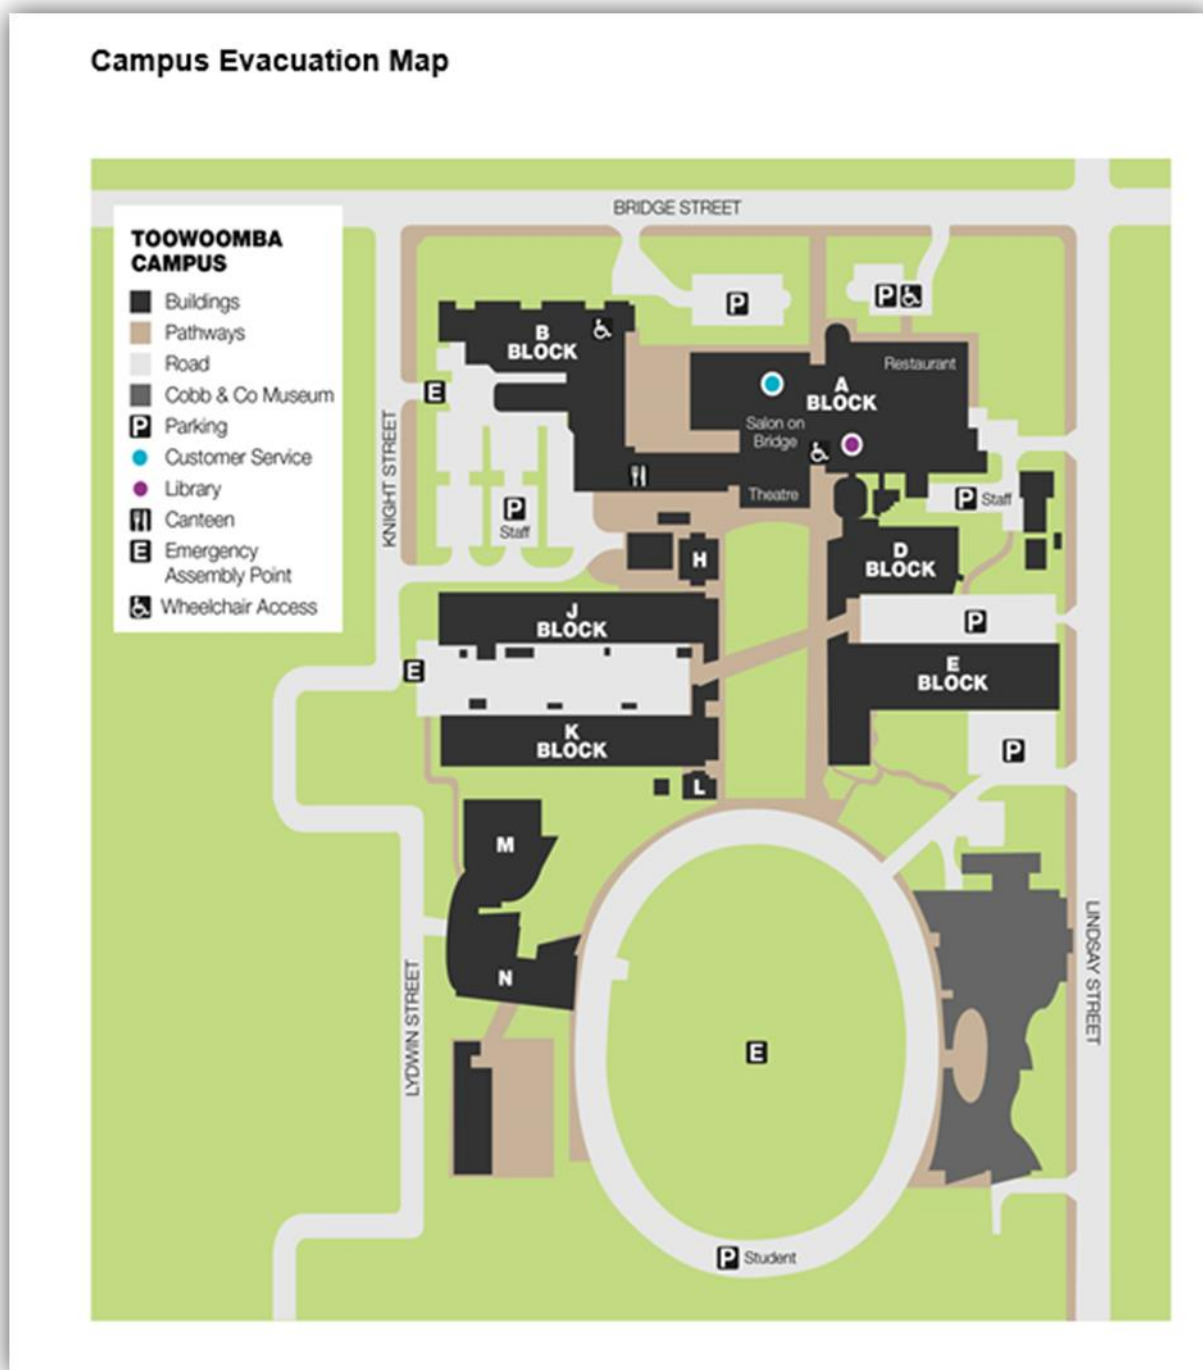 Campus Evacuation Map
BRIDGE STREET
TOOWOOMBA
CAMPUS
Buildings
Pathways
Road
Cobb & Co Museum
P Parking
Customer Service
Library
Canteen
E Emergency
Assembly Point
Wheelchair Access
P
P
B
BLOCK
Restaurant
A
BLOCK
E
Salon on
Bridge
KNIGHT STREET
Theatre
P
Staff
P Staff
H
D
BLOCK
J
BLOCK
P
E
E
BLOCK
K
BLOCK
P
L
M
N
LINDSAY STREET
LYDWIN STREET
E
P Student